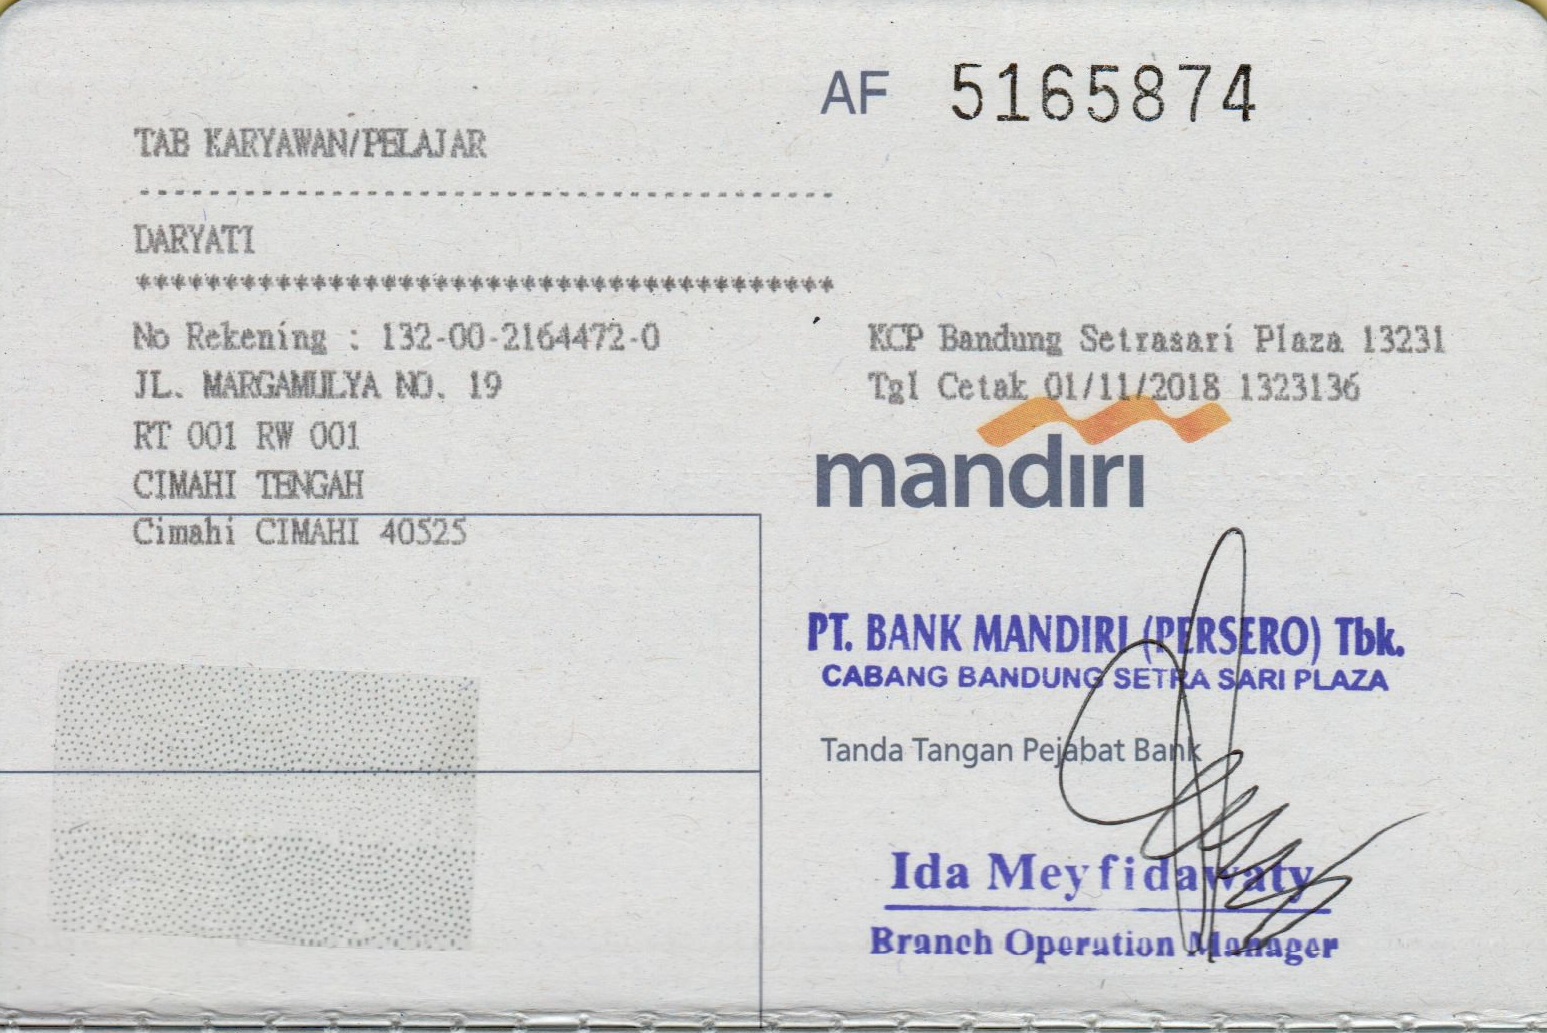 AF 5165874
TAB KARYAWAN/PELAJAR
---------------------------------------
DARYATI
***************************************
No Rekening : 132-00-2164472-0
JL. MARGAMULYA NO. 19
RT 001 RW 001
CIMAHI TENGAH
Cimahi CIMAHI 40525
KCP Bandung Setrasari Plaza 13231
Tgl Cetak 01/11/2018 1323136
mandiri
PT. BANK MANDIRI (PERSERO) Tbk.
CABANG BANDUNG SETRA SARI PLAZA
Tanda Tangan Pejabat Bank
Ida Meyfidawaty
Branch Operation Manager